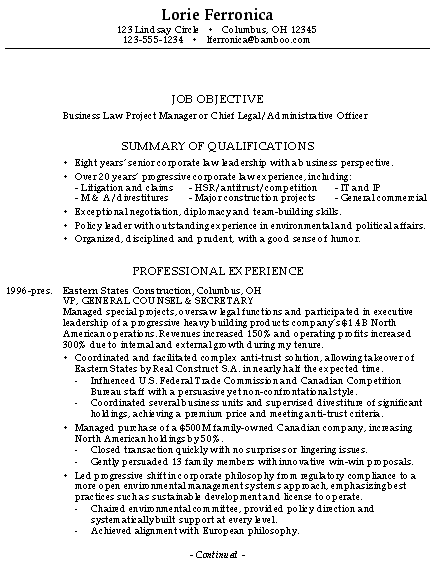 Lorie Ferronica
123 Lindsay Circle • Columbus, OH 12345
123-555-1234 • lferronica@bamboo.com
JOB OBJECTIVE
Business Law Project Manager or Chief Legal/Administrative Officer
SUMMARY OF QUALIFICATIONS
• Eight years' senior corporate law leadership with a business perspective.
• Over 20 years' progressive corporate law experience, including:
- Litigation and claims - HSR/antitrust/competition - IT and IP
- M & A/divestitures - Major construction projects - General commercial
• Exceptional negotiation, diplomacy and team-building skills.
• Policy leader with outstanding experience in environmental and political affairs.
• Organized, disciplined and prudent, with a good sense of humor.
PROFESSIONAL EXPERIENCE
1996-pres. Eastern States Construction, Columbus, OH
VP, GENERAL COUNSEL & SECRETARY
Managed special projects, oversaw legal functions and participated in executive
leadership of a progressive heavy building products company's $1.4B North
American operations. Revenues increased 150% and operating profits increased
300% due to internal and external growth during my tenure.
• Coordinated and facilitated complex anti-trust solution, allowing takeover of
Eastern States by Real Construct S.A. in nearly half the expected time.
- Influenced U.S. Federal Trade Commission and Canadian Competition
Bureau staff with a persuasive yet non-confrontational style.
- Coordinated several business units and supervised divestiture of significant
holdings, achieving a premium price and meeting anti-trust criteria.
• Managed purchase of a $500M family-owned Canadian company, increasing
North American holdings by 50%.
- Closed transaction quickly with no surprises or lingering issues.
- Gently persuaded 13 family members with innovative win-win proposals.
• Led progressive shift in corporate philosophy from regulatory compliance to a
more open environmental management systems approach, emphasizing best
practices such as sustainable development and license to operate.
- Chaired environmental committee, provided policy direction and
systematically built support at every level.
- Achieved alignment with European philosophy.
- Continued -